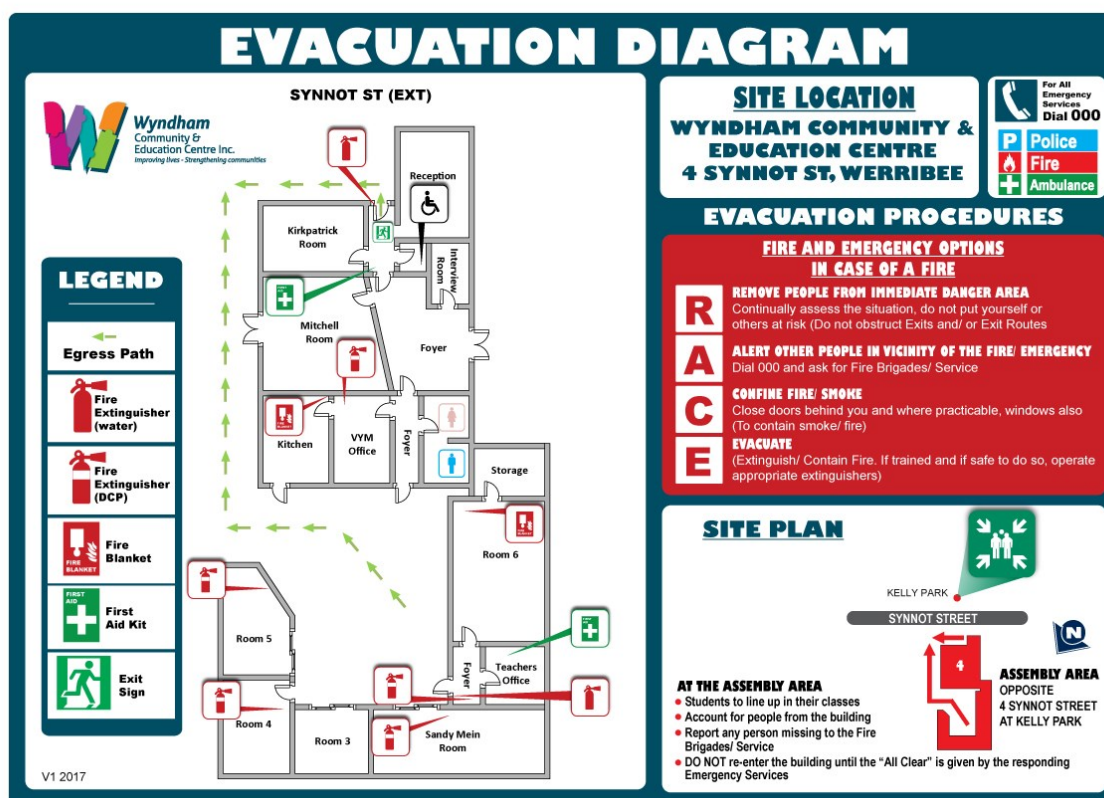 EVACUATION DIAGRAM
SYNNOT ST (EXT)
Wyndham
Community &
Education Centre Inc.
Improving lives - Strengthening communities
Reception
Kirkpatrick
Room
Interview
Room
Mitchell
Room
Foyer
Kitchen
FIRE
BLANKET
VYM
Office
Foyer
Storage
Room 6
FIRE
BLANKET
Room 5
Teachers
Office
Foyer
Room 4
Room 3
Sandy Mein
Room
V1 2017
LEGEND
Egress Path
Fire
Extinguisher
(water)
Fire
Extinguisher
(DCP)
FIRE
BLANKET
Fire
Blanket
FIRST
AID
First
Aid Kit
Exit
Sign
SITE LOCATION
WYNDHAM COMMUNITY &
EDUCATION CENTRE
4 SYNNOT ST, WERRIBEE
For All
Emergency
Services
Dial 000
P Police
Fire
Ambulance
EVACUATION PROCEDURES
FIRE AND EMERGENCY OPTIONS
IN CASE OF A FIRE
R
REMOVE PEOPLE FROM IMMEDIATE DANGER AREA
Continually assess the situation, do not put yourself or
others at risk (Do not obstruct Exits and/ or Exit Routes
A
ALERT OTHER PEOPLE IN VICINITY OF THE FIRE/ EMERGENCY
Dial 000 and ask for Fire Brigades/ Service
C
CONFINE FIRE/ SMOKE
Close doors behind you and where practicable, windows also
(To contain smoke/ fire)
E
EVACUATE
(Extinguish/ Contain Fire. If trained and if safe to do so, operate
appropriate extinguishers)
SITE PLAN
KELLY PARK
SYNNOT STREET
N
4
ASSEMBLY AREA
OPPOSITE
4 SYNNOT STREET
AT KELLY PARK
AT THE ASSEMBLY AREA
• Students to line up in their classes
• Account for people from the building
• Report any person missing to the Fire
Brigades/ Service
• DO NOT re-enter the building until the “All Clear” is given by the responding
Emergency Services